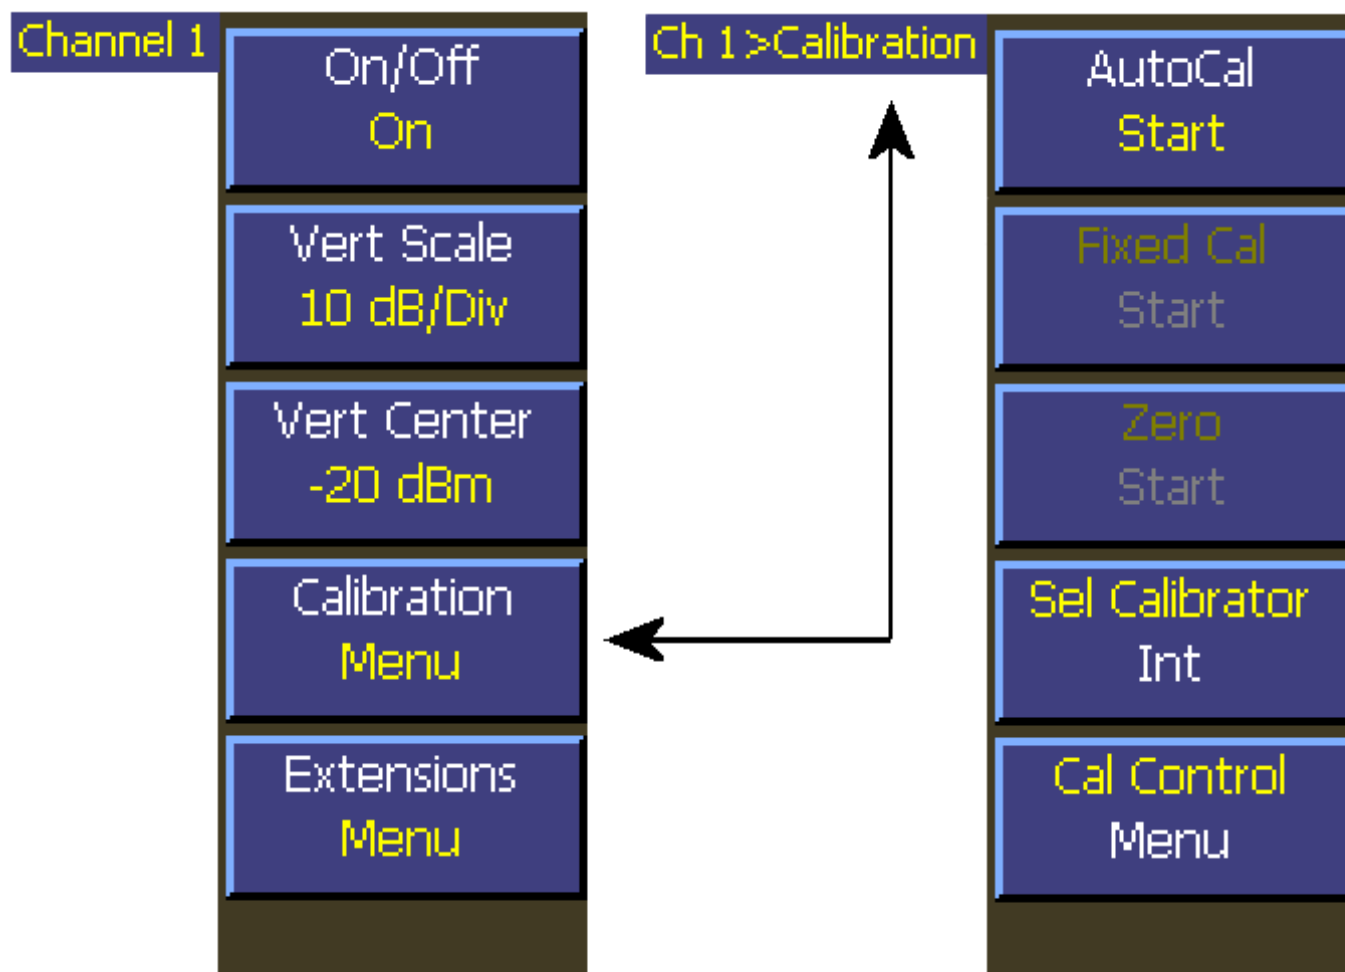 Channel 1
On/Off
On
Vert Scale
10 dB/Div
Vert Center
-20 dBm
Calibration
Menu
Extensions
Menu
Ch 1>Calibration
AutoCal
Start
Fixed Cal
Start
Zero
Start
Sel Calibrator
Int
Cal Control
Menu